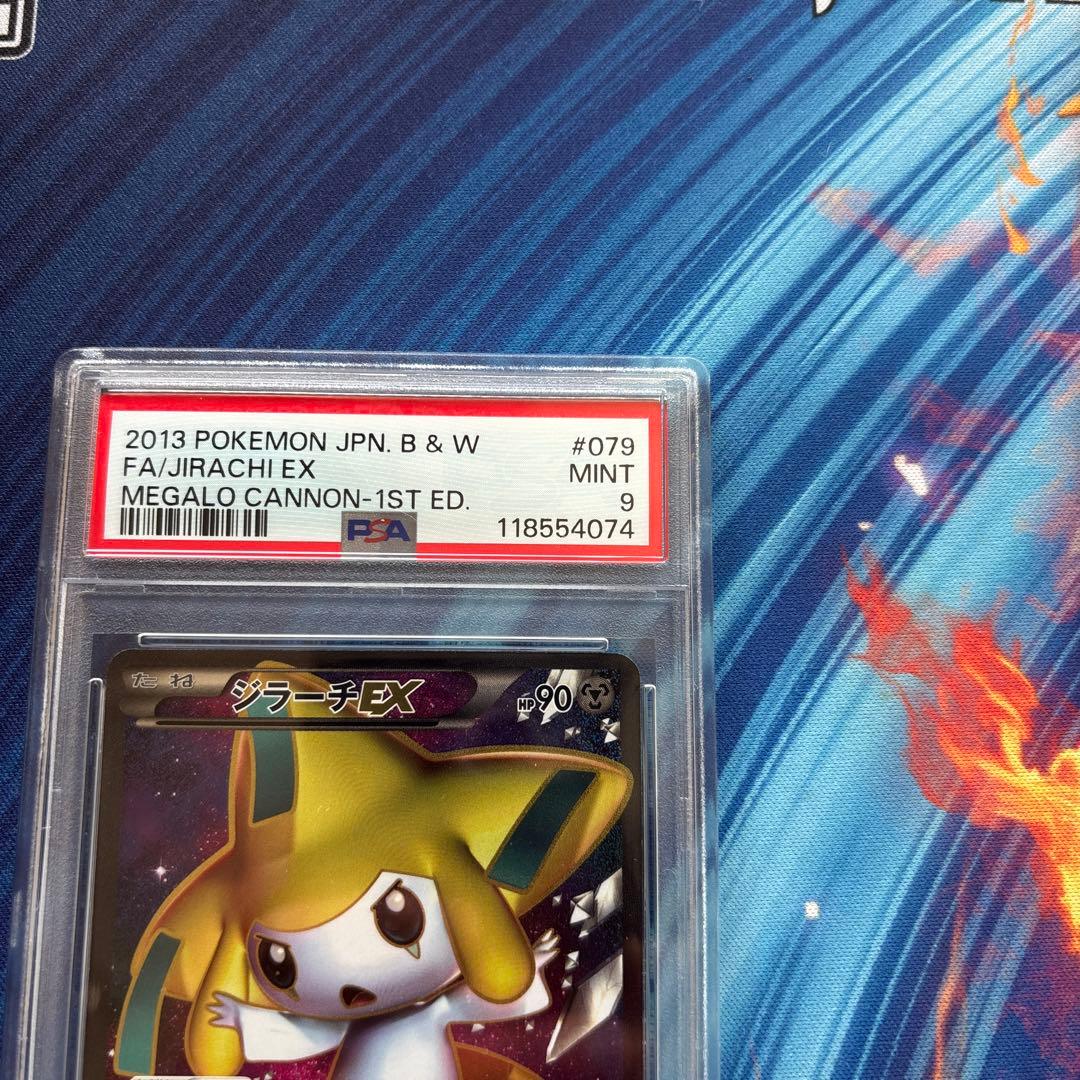 2013 POKEMON JPN. B & W #079
FA/JIRACHI EX MINT
MEGALO CANNON-1ST ED. 9
PSA 118554074
たね ジラーチEX HP90